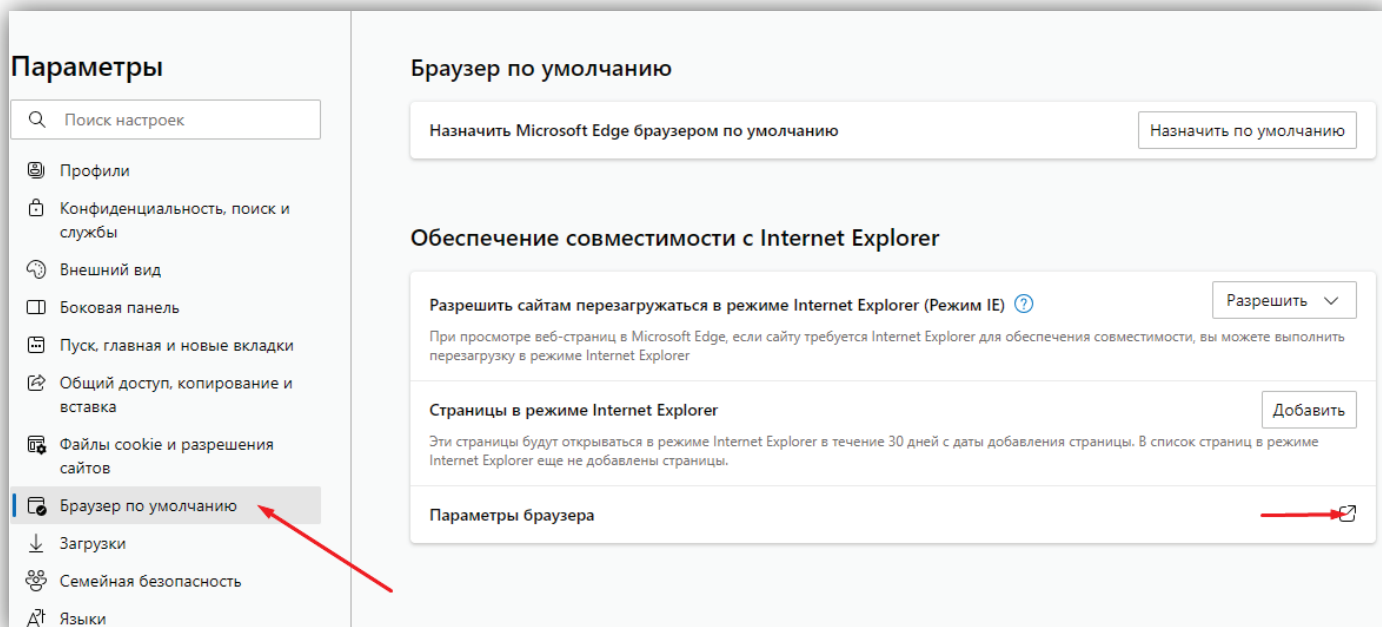 Параметры
Поиск настроек
Профили
Конфиденциальность, поиск и
службы
Внешний вид
Боковая панель
Пуск, главная и новые вкладки
Общий доступ, копирование и
вставка
Файлы cookie и разрешения
сайтов
Браузер по умолчанию
Загрузки
Семейная безопасность
Языки
Браузер по умолчанию
Назначить Microsoft Edge браузером по умолчанию
Назначить по умолчанию
Обеспечение совместимости с Internet Explorer
Разрешить сайтам перезагружаться в режиме Internet Explorer (Режим IE)
Разрешить
При просмотре веб-страниц в Microsoft Edge, если сайту требуется Internet Explorer для обеспечения совместимости, вы можете выполнить
перезагрузку в режиме Internet Explorer
Страницы в режиме Internet Explorer
Добавить
Эти страницы будут открываться в режиме Internet Explorer в течение 30 дней с даты добавления страницы. В список страниц в режиме
Internet Explorer еще не добавлены страницы.
Параметры браузера